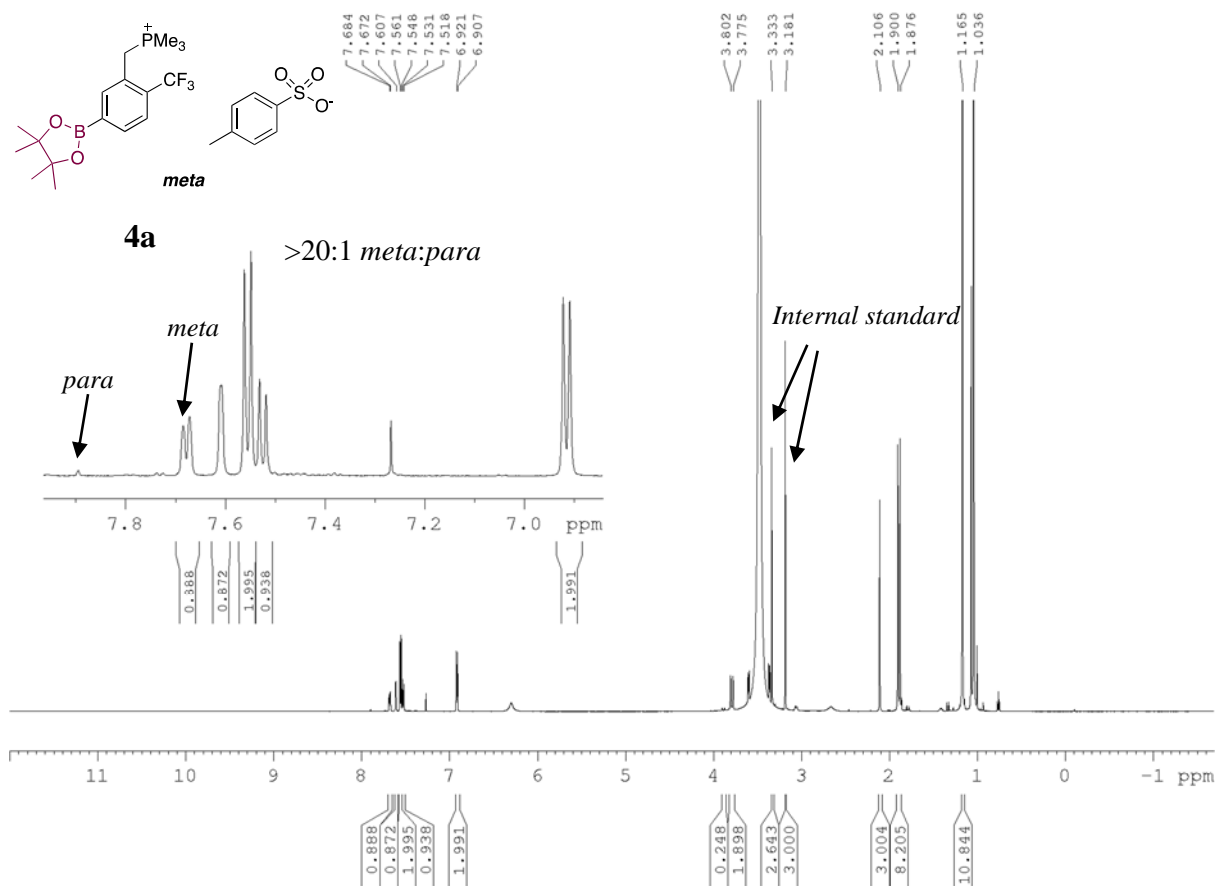 +
PMe3
CF3
O
B
O
O
O
S
O-
meta
4a
>20:1 meta:para
7.684
7.672
7.607
7.561
7.548
7.531
7.518
6.921
6.907
3.802
3.775
3.333
3.181
2.106
1.900
1.876
1.165
1.036
para
meta
Internal standard
7.8 7.6 7.4 7.2 7.0 ppm
0.888
0.872
1.995
0.938
1.991
11 10 9 8 7 6 5 4 3 2 1 0 -1 ppm
0.888
0.872
1.995
0.938
1.991
0.248
1.898
2.643
3.000
3.004
8.205
10.844